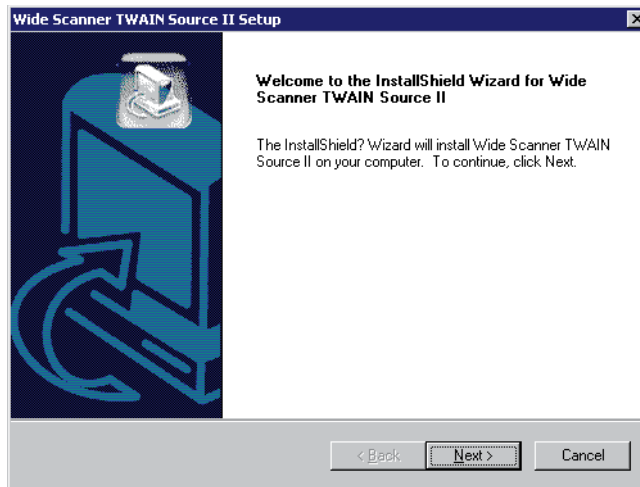 Wide Scanner TWAIN Source II Setup
Welcome to the InstallShield Wizard for Wide
Scanner TWAIN Source II
The InstallShield? Wizard will install Wide Scanner TWAIN
Source II on your computer. To continue, click Next.
< Back
Next >
Cancel